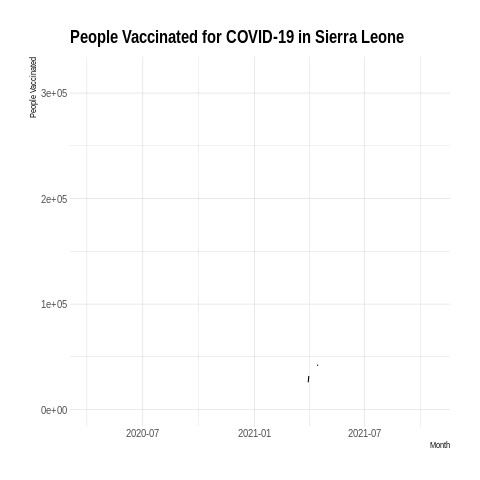 People Vaccinated for COVID-19 in Sierra Leone
People Vaccinated
3e+05
2e+05
1e+05
0e+00
2020-07 2021-01 2021-07
Month